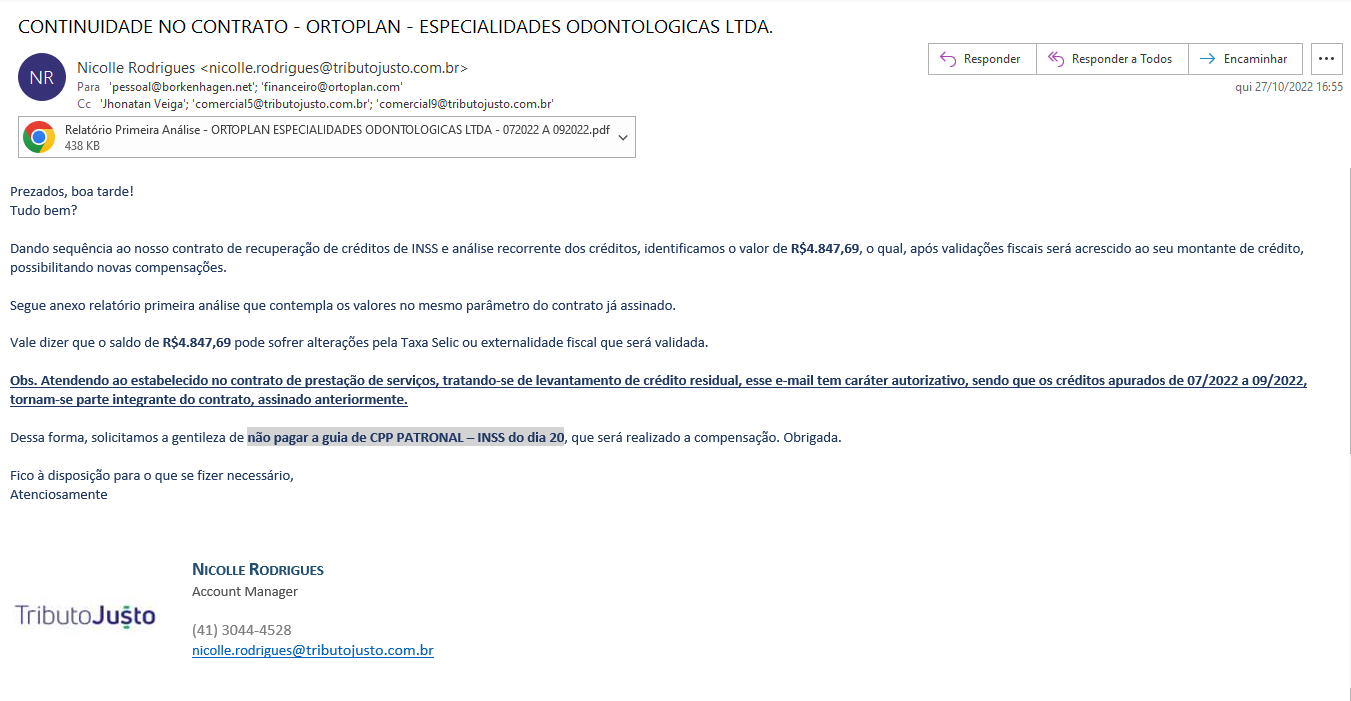 CONTINUIDADE NO CONTRATO - ORTOPLAN - ESPECIALIDADES ODONTOLOGICAS LTDA.
NR
Nicolle Rodrigues <nicolle.rodrigues@tributojusto.com.br>
Para 'pessoal@borkenhagen.net'; 'financeiro@ortoplan.com'
Cc 'Jhonatan Veiga'; 'comercial5@tributojusto.com.br'; 'comercial9@tributojusto.com.br'
Responder
Responder a Todos
Encaminhar
qui 27/10/2022 16:55
Relatório Primeira Análise - ORTOPLAN ESPECIALIDADES ODONTOLOGICAS LTDA - 072022 A 092022.pdf
438 KB
Prezados, boa tarde!
Tudo bem?
Dando sequência ao nosso contrato de recuperação de créditos de INSS e análise recorrente dos créditos, identificamos o valor de R$4.847,69, o qual, após validações fiscais será acrescido ao seu montante de crédito,
possibilitando novas compensações.
Segue anexo relatório primeira análise que contempla os valores no mesmo parâmetro do contrato já assinado.
Vale dizer que o saldo de R$4.847,69 pode sofrer alterações pela Taxa Selic ou externalidade fiscal que será validada.
Obs. Atendendo ao estabelecido no contrato de prestação de serviços, tratando-se de levantamento de crédito residual, esse e-mail tem caráter autorizativo, sendo que os créditos apurados de 07/2022 a 09/2022,
tornam-se parte integrante do contrato, assinado anteriormente.
Dessa forma, solicitamos a gentileza de não pagar a guia de CPP PATRONAL – INSS do dia 20, que será realizado a compensação. Obrigada.
Fico à disposição para o que se fizer necessário,
Atenciosamente
TributoJusto
NICOLLE RODRIGUES
Account Manager
(41) 3044-4528
nicolle.rodrigues@tributojusto.com.br